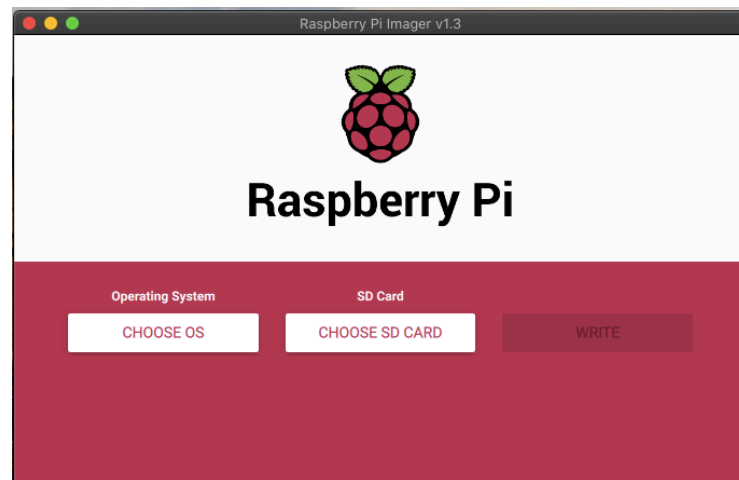 Raspberry Pi Imager v1.3
Raspberry Pi
Operating System
SD Card
CHOOSE OS
CHOOSE SD CARD
WRITE